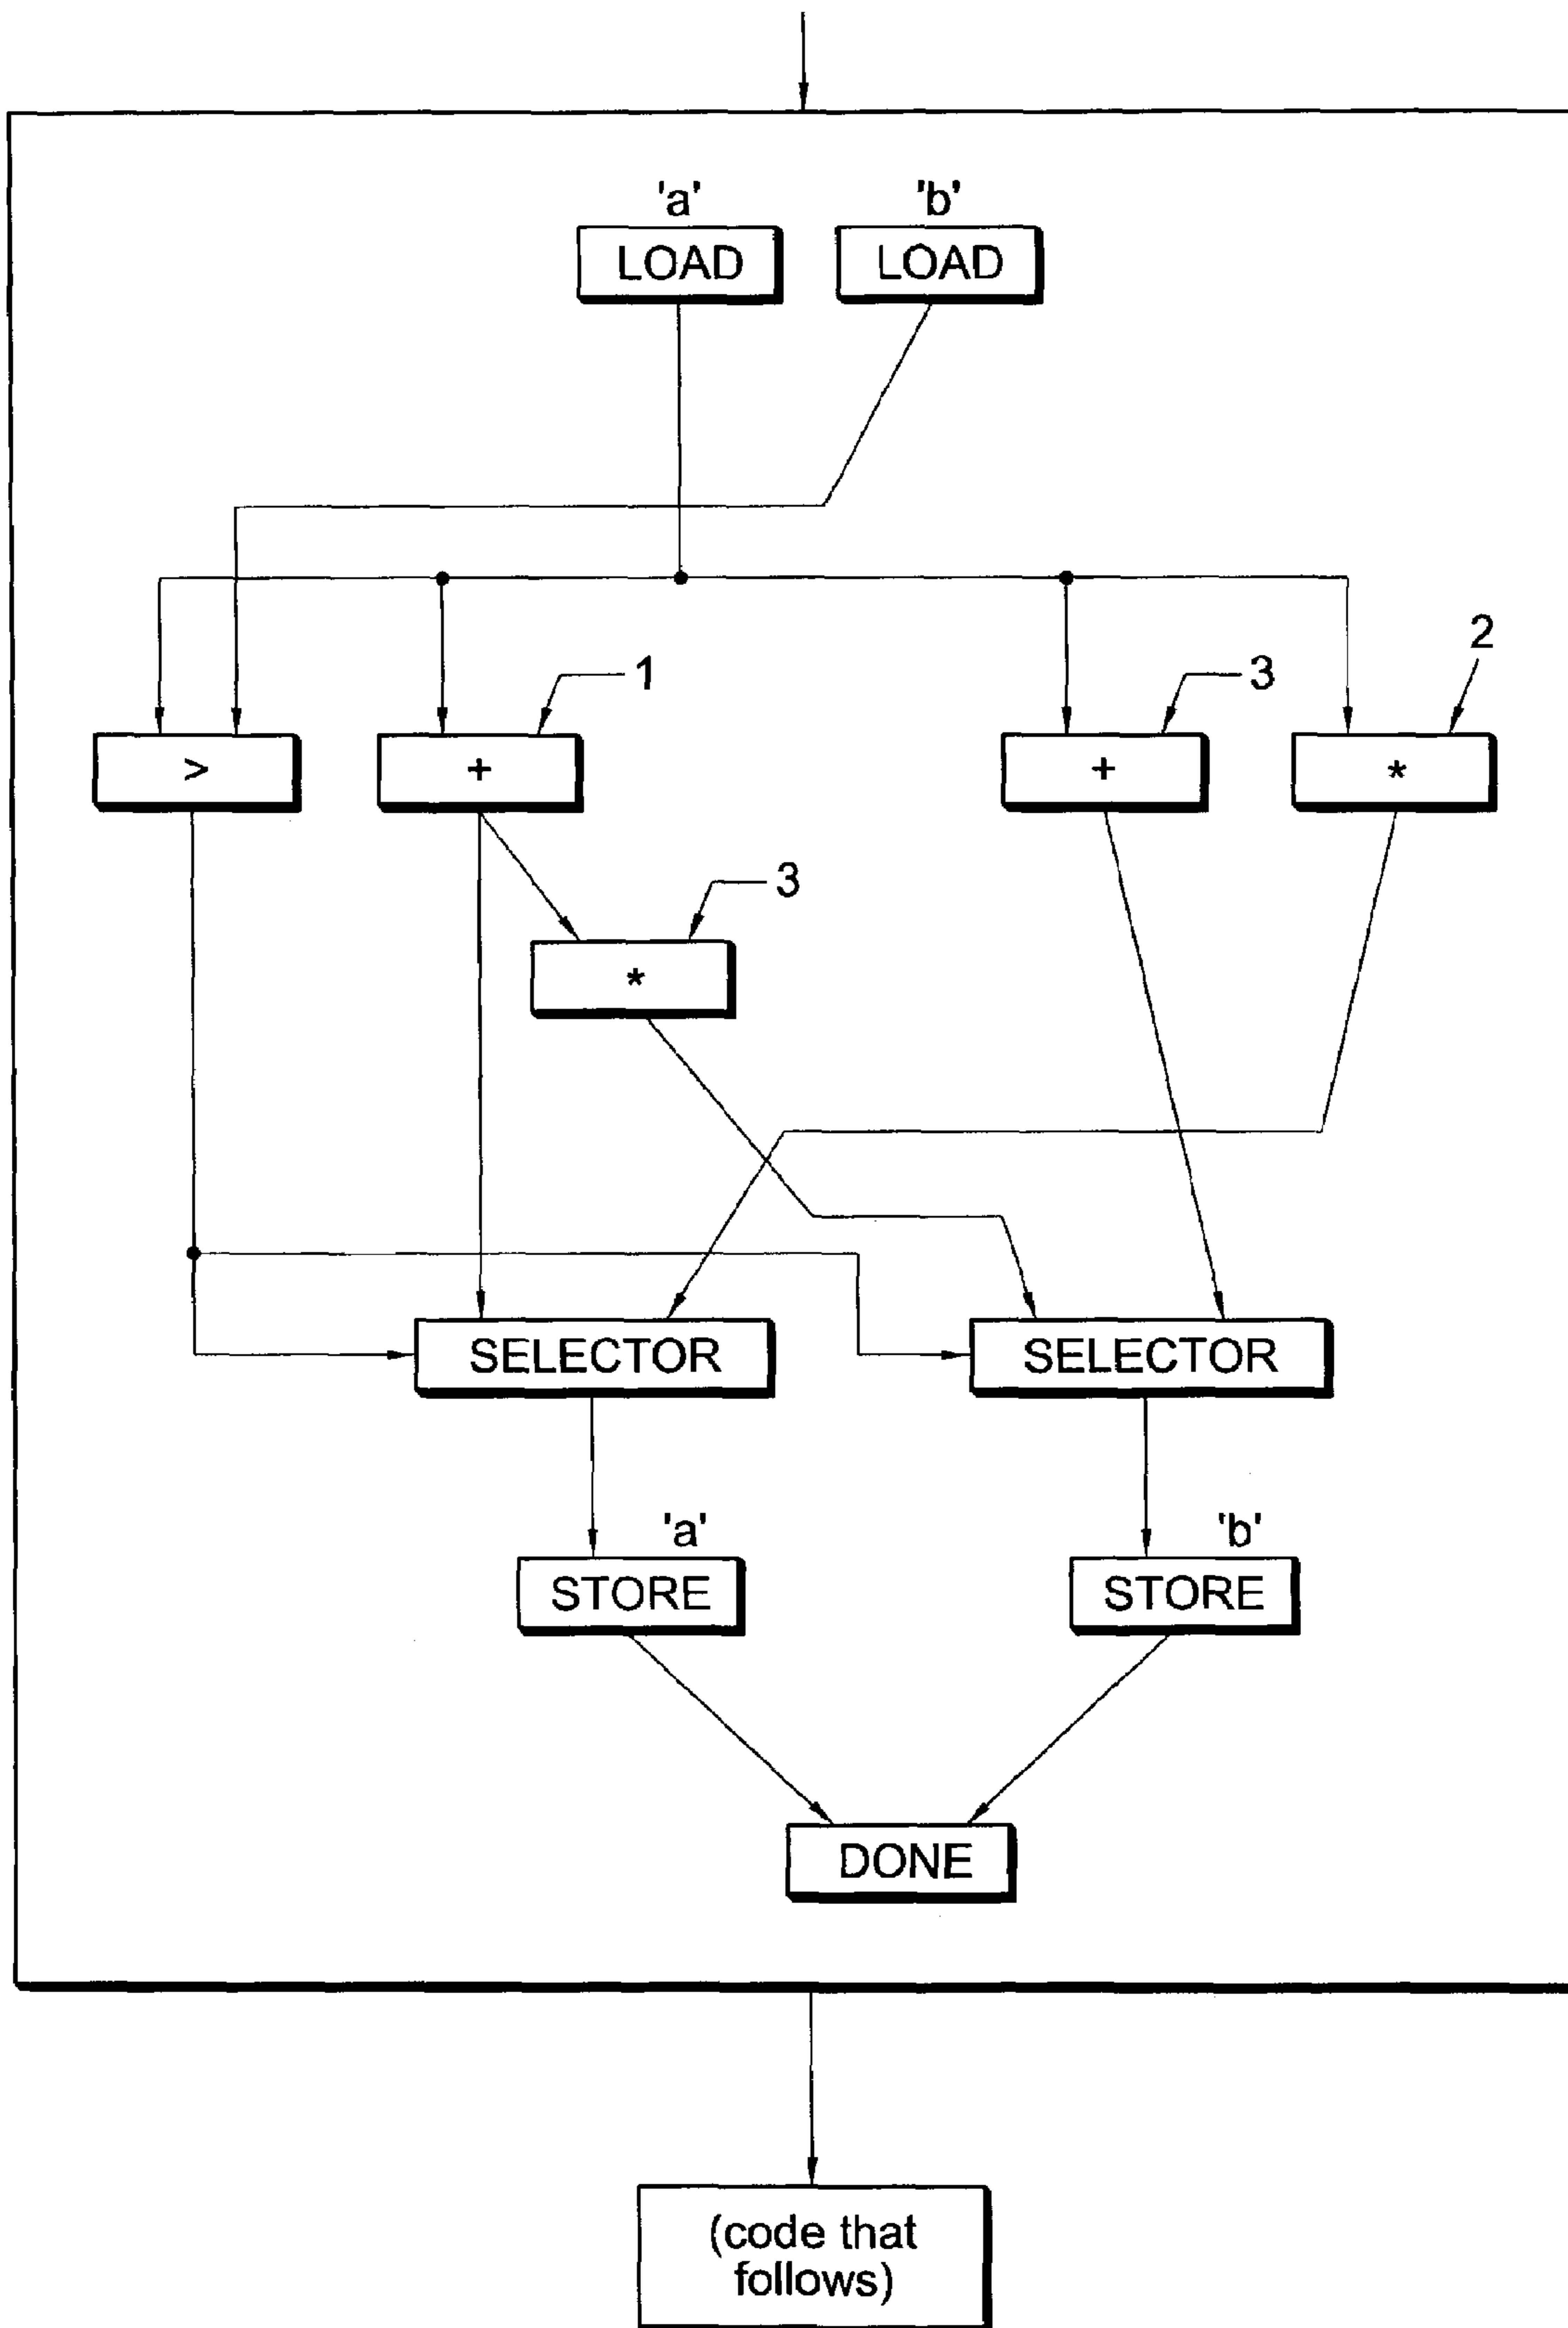 'a'
'b'
LOAD
LOAD
1
3
2
>
+
+
*
3
*
SELECTOR
SELECTOR
'a'
'b'
STORE
STORE
DONE
(code that
follows)